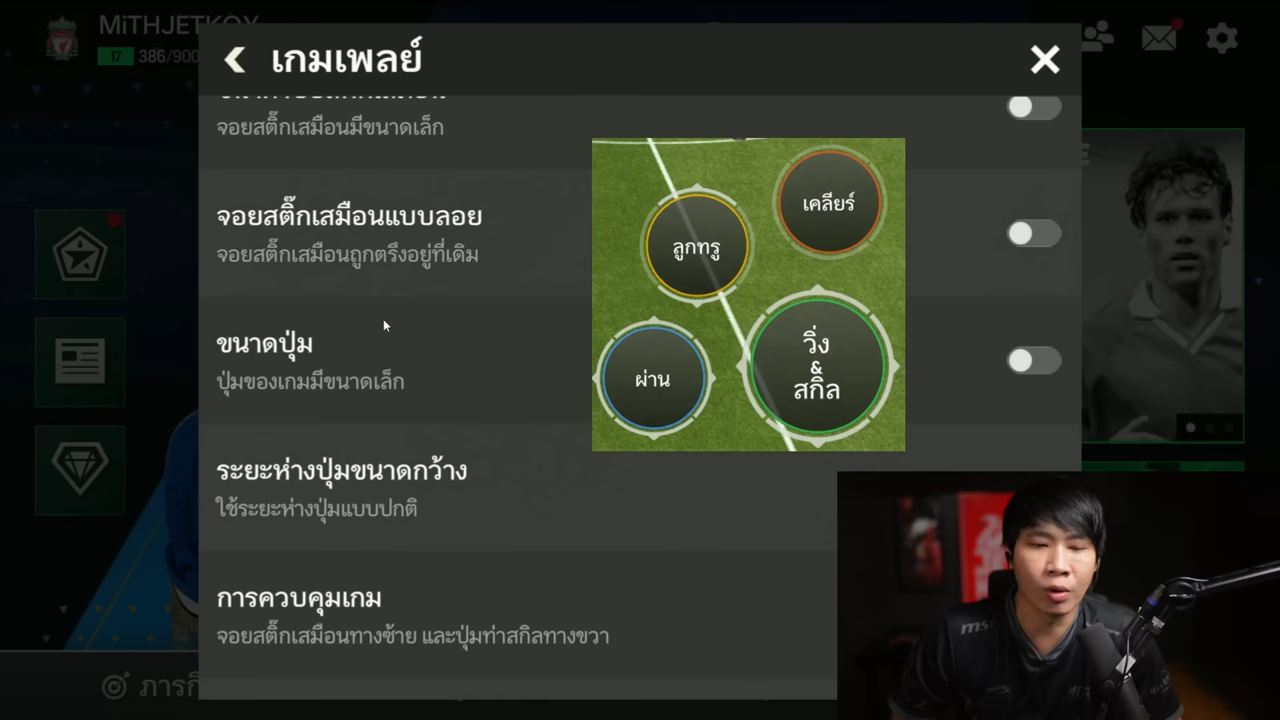 MiTHJETKOY
17 386/900
เกมเพลย์
จอยสติ๊กเสมือนมีขนาดเล็ก
จอยสติ๊กเสมือนแบบลอย
จอยสติ๊กเสมือนถูกตรึงอยู่ที่เดิม
ขนาดปุ่ม
ปุ่มของเกมมีขนาดเล็ก
ระยะห่างปุ่มขนาดกว้าง
ใช้ระยะห่างปุ่มแบบปกติ
การควบคุมเกม
จอยสติ๊กเสมือนทางซ้าย และปุ่มท่าสกิลทางขวา
เคลียร์
ลูกทรู
วิ่ง
&
สกิล
ผ่าน
msi